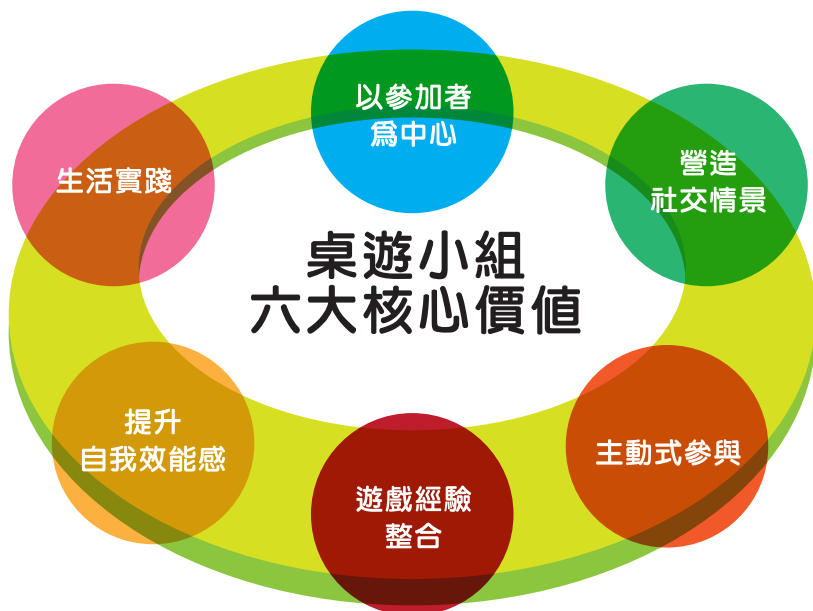 以參加者
爲中心
營造
社交情景
主動式參與
遊戲經驗
整合
提升
自我效能感
生活實踐
桌遊小組
六大核心價值